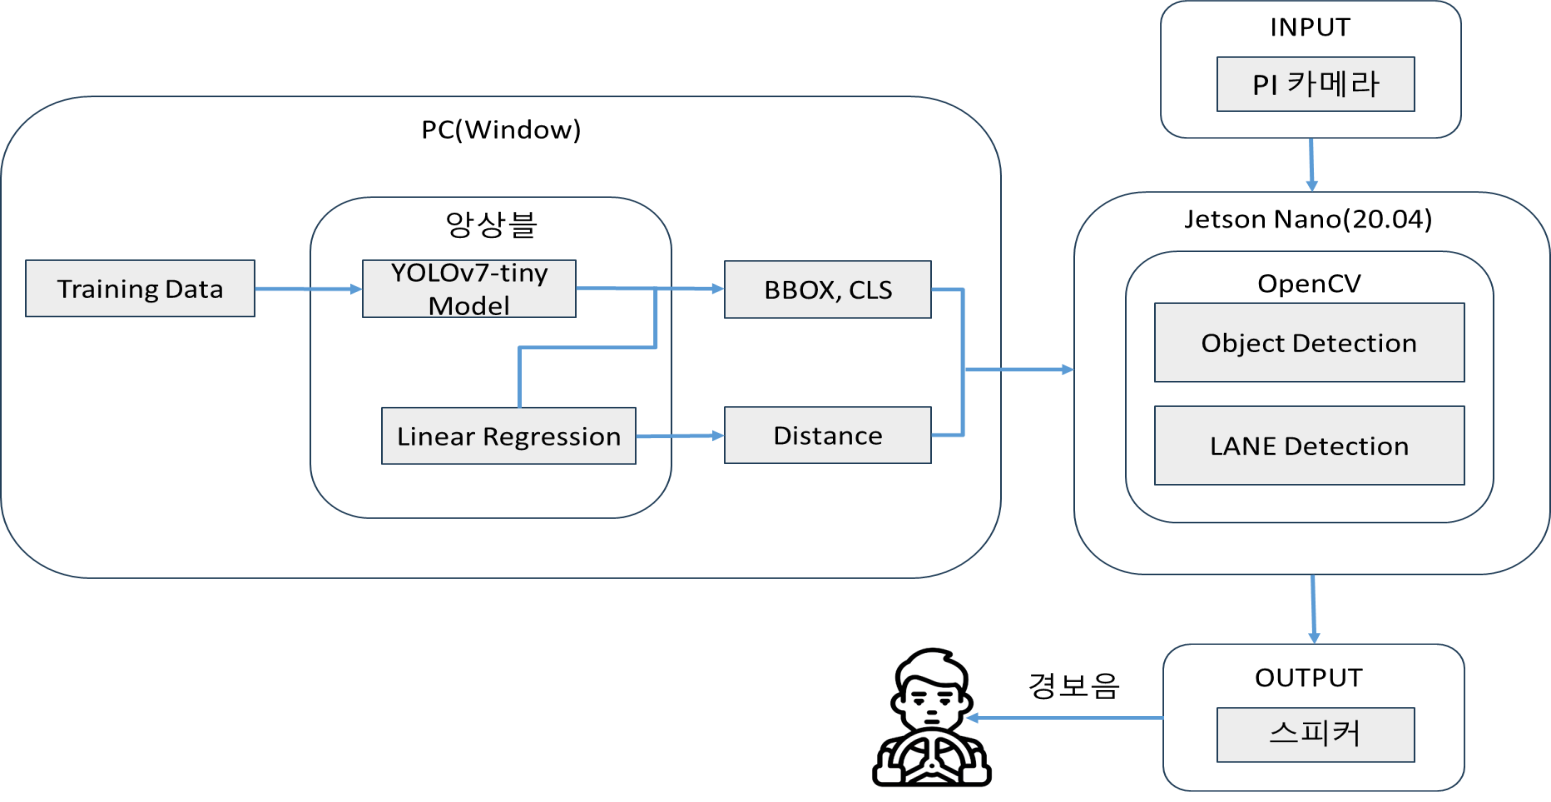 INPUT
PI 카메라
PC(Window)
앙상블
Training Data
YOLOv7-tiny
Model
BBOX, CLS
Linear Regression
Distance
Jetson Nano(20.04)
OpenCV
Object Detection
LANE Detection
경보음
OUTPUT
스피커